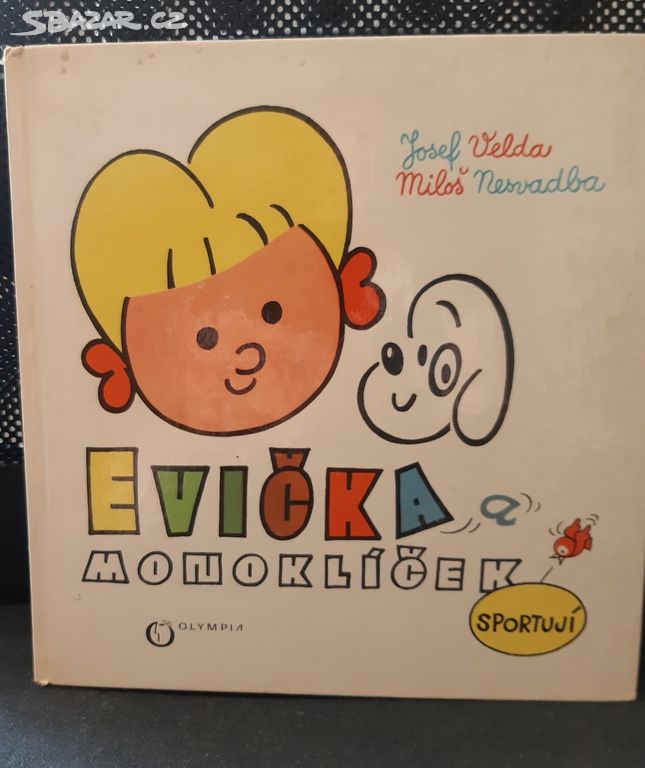 SBAZAR.CZ
Josef Velda
Miloš Nesvadba
EVIČKA a
MONOKLÍČEK
SPORTUJÍ
OLYMPIA